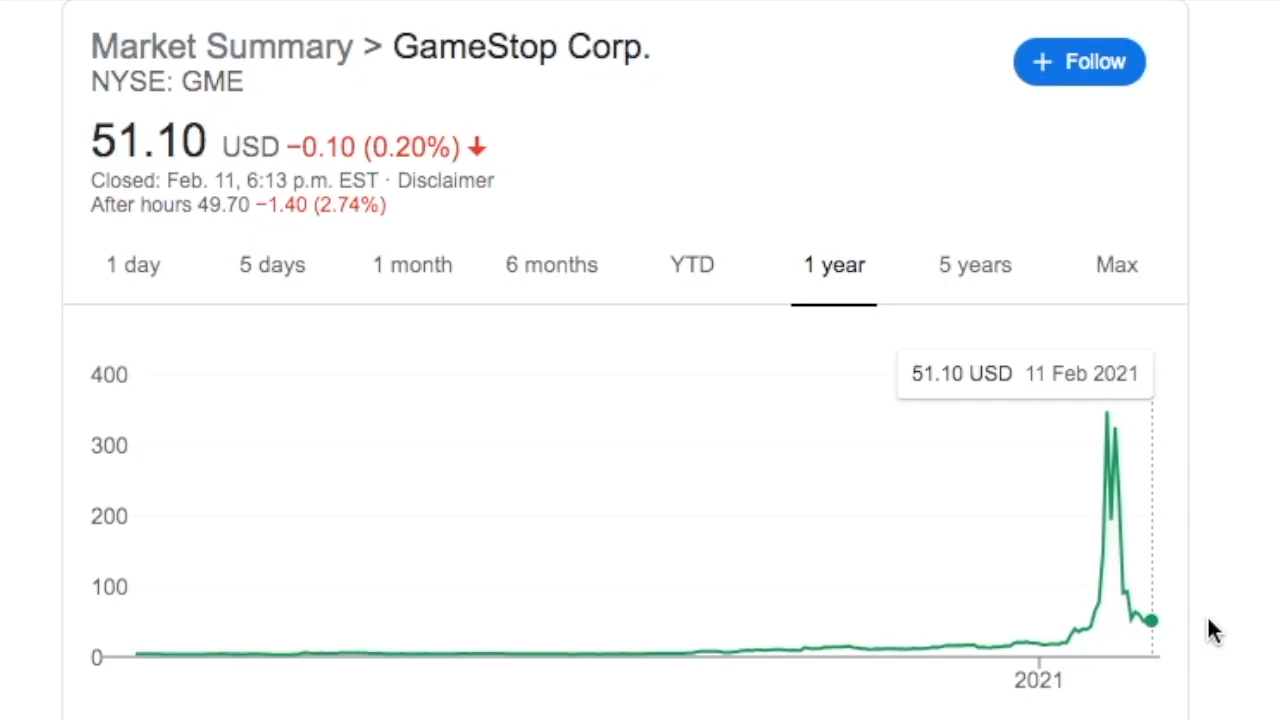 Market Summary > GameStop Corp.
NYSE: GME
+ Follow
51.10 USD −0.10 (0.20%) ↓
Closed: Feb. 11, 6:13 p.m. EST · Disclaimer
After hours 49.70 −1.40 (2.74%)
1 day 5 days 1 month 6 months YTD 1 year 5 years Max
51.10 USD 11 Feb 2021
400
300
200
100
0
2021